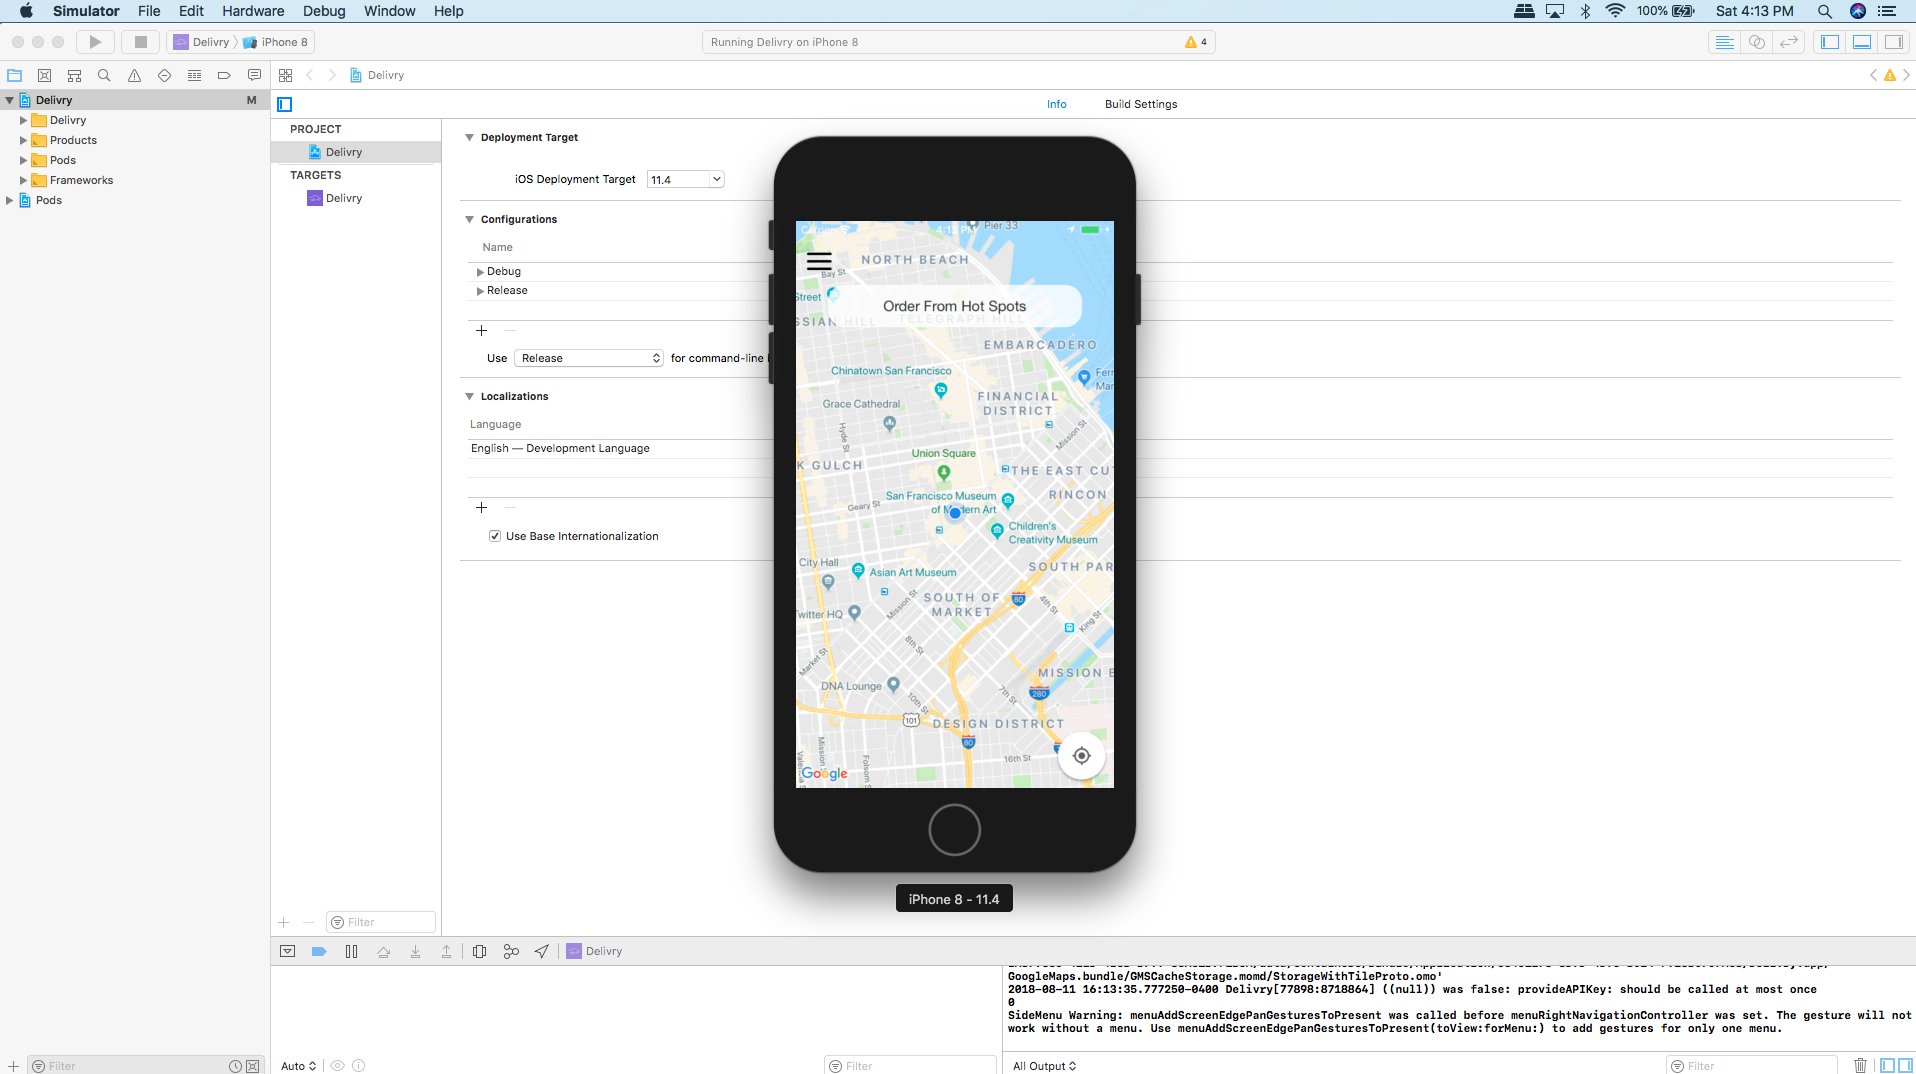 Simulator File Edit Hardware Debug Window Help
100% Sat 4:13 PM
Delivry iPhone 8
Running Delivry on iPhone 8
4
Delivry
Delivry M
Delivry
Products
Pods
Frameworks
Pods
Info Build Settings
PROJECT
Delivry
TARGETS
Delivry
Deployment Target
iOS Deployment Target 11.4
Configurations
Name
Debug
Release
Use Release for command-line
Localizations
Language
English — Development Language
Use Base Internationalization
Carrier 4:13 PM
Pier 33
NORTH BEACH
Bay St
Street
Order From Hot Spots
TELEGRAPH HILL
SSIAN HILL
EMBARCADERO
Chinatown San Francisco
Grace Cathedral
FINANCIAL
DISTRICT
Hyde St
Mission St
Union Square
K GULCH
THE EAST CU
RINCON
San Francisco Museum
of Modern Art
Geary St
Children's
Creativity Museum
City Hall
Asian Art Museum
SOUTH PAR
SOUTH OF
MARKET
80
Mission St
4th St
King St
Twitter HQ
8th St
Market St
MISSION B
DNA Lounge
7th St
280
10th St
101
DESIGN DISTRICT
80
16th St
Mission S
Folsom S
Google
iPhone 8 - 11.4
Filter
Delivry
GoogleMaps.bundle/GMSCacheStorage.momd/StorageWithTileProto.omo'
2018-08-11 16:13:35.777250-0400 Delivry[77898:8718864] ((null)) was false: provideAPIKey: should be called at most once
0
SideMenu Warning: menuAddScreenEdgePanGesturesToPresent was called before menuRightNavigationController was set. The gesture will not
work without a menu. Use menuAddScreenEdgePanGesturesToPresent(toView:forMenu:) to add gestures for only one menu.
Filter
Auto
Filter
All Output
Filter